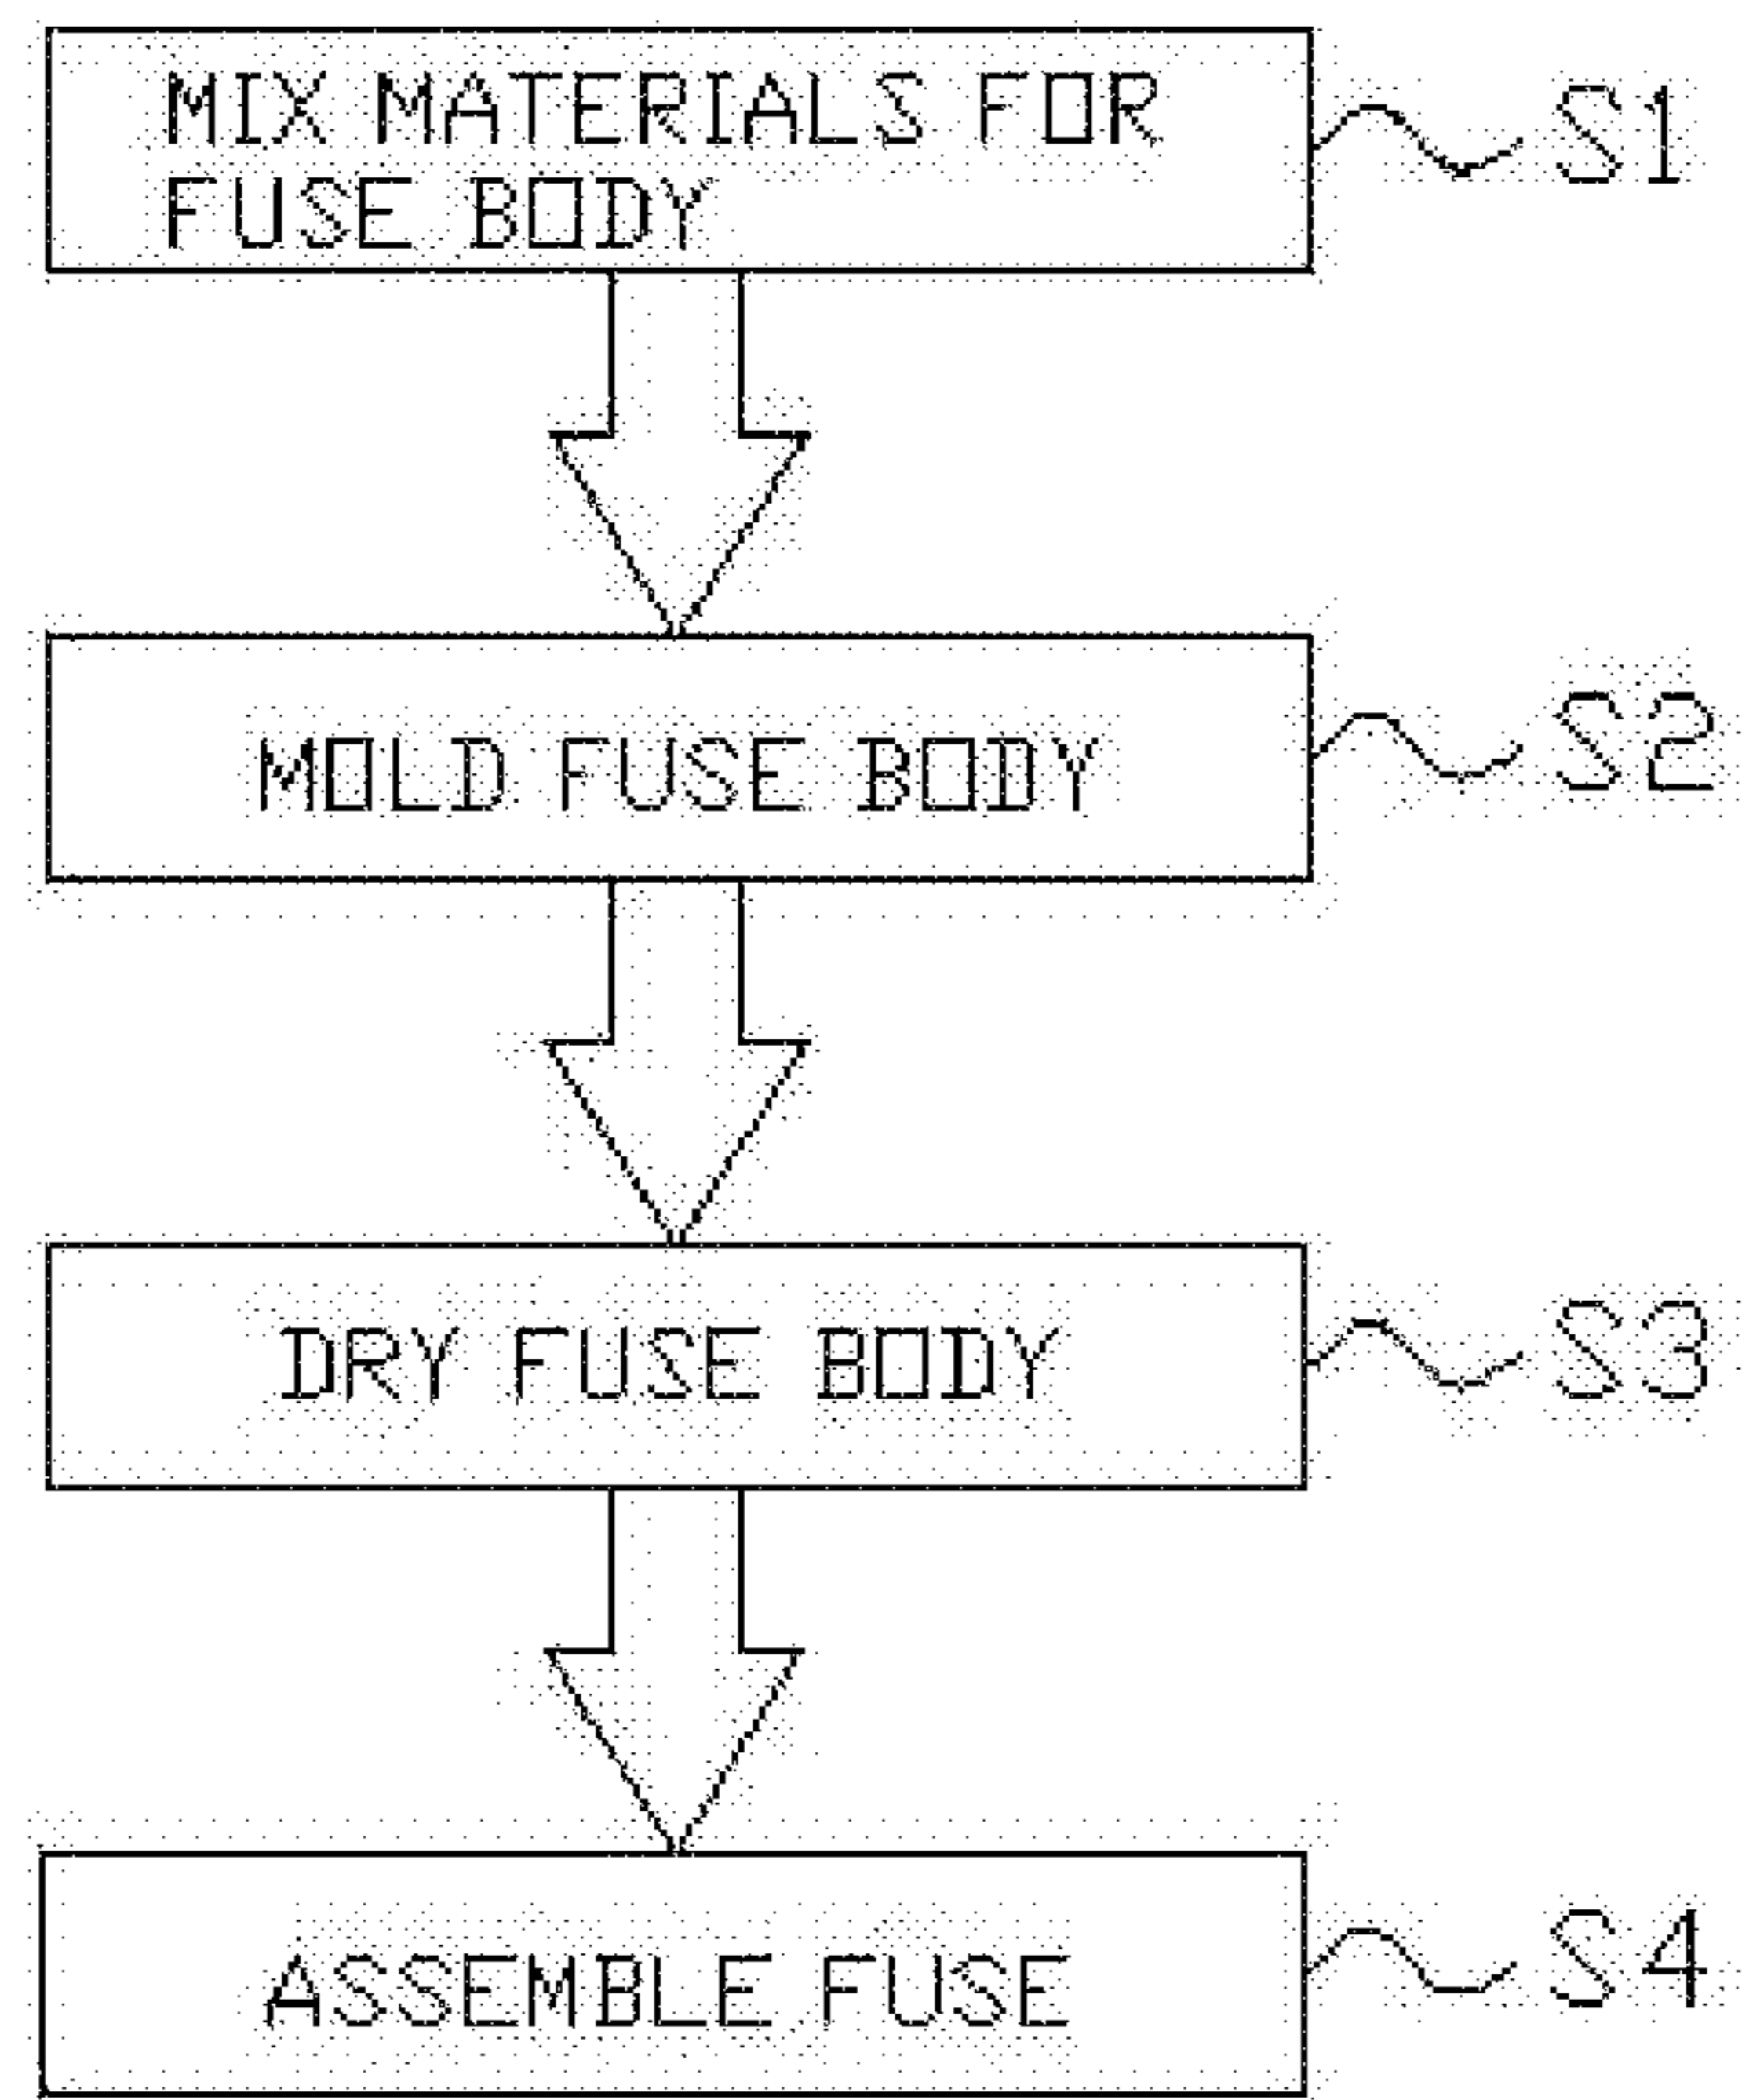 MIX MATERIALS FOR
FUSE BODY
S1
MOLD FUSE BODY
S2
DRY FUSE BODY
S3
ASSEMBLE FUSE
S4